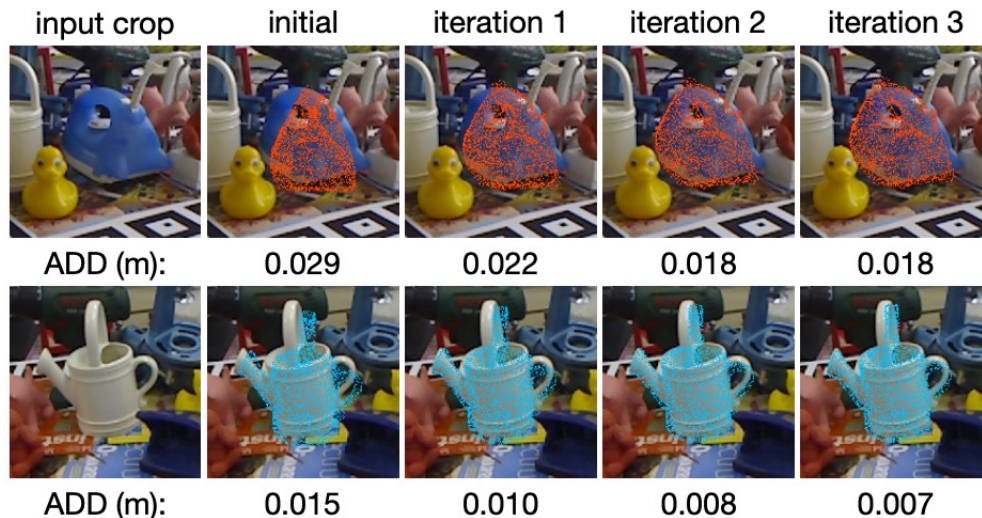 input crop initial iteration 1 iteration 2 iteration 3
ADD (m): 0.029 0.022 0.018 0.018
ADD (m): 0.015 0.010 0.008 0.007